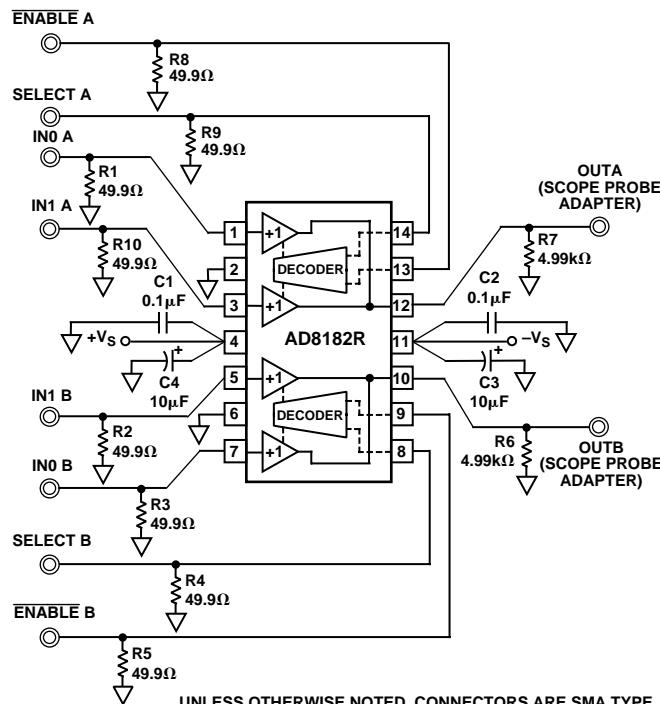 ENABLE A
R8
49.9Ω
SELECT A
R9
49.9Ω
IN0 A
R1
49.9Ω
IN1 A
R10
49.9Ω
OUTA
(SCOPE PROBE
ADAPTER)
R7
4.99kΩ
1
+1
14
2
DECODER
13
3
+1
12
C1
0.1µF
C2
0.1µF
+VS
4
AD8182R
11
–VS
C4
10µF
C3
10µF
5
+1
10
IN1 B
R2
49.9Ω
6
DECODER
9
7
+1
8
R6
4.99kΩ
OUTB
(SCOPE PROBE
ADAPTER)
IN0 B
R3
49.9Ω
SELECT B
R4
49.9Ω
ENABLE B
R5
49.9Ω
UNLESS OTHERWISE NOTED, CONNECTORS ARE SMA TYPE